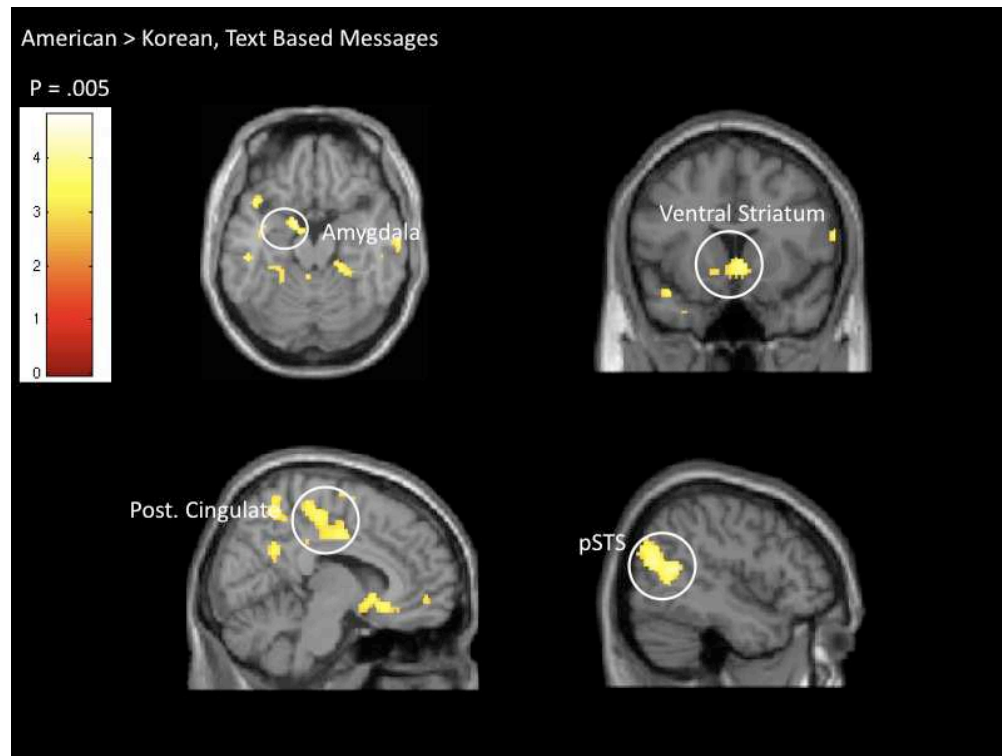 American > Korean, Text Based Messages
P = .005
4
3
2
1
0
Amygdala
Ventral Striatum
Post. Cingulate
pSTS